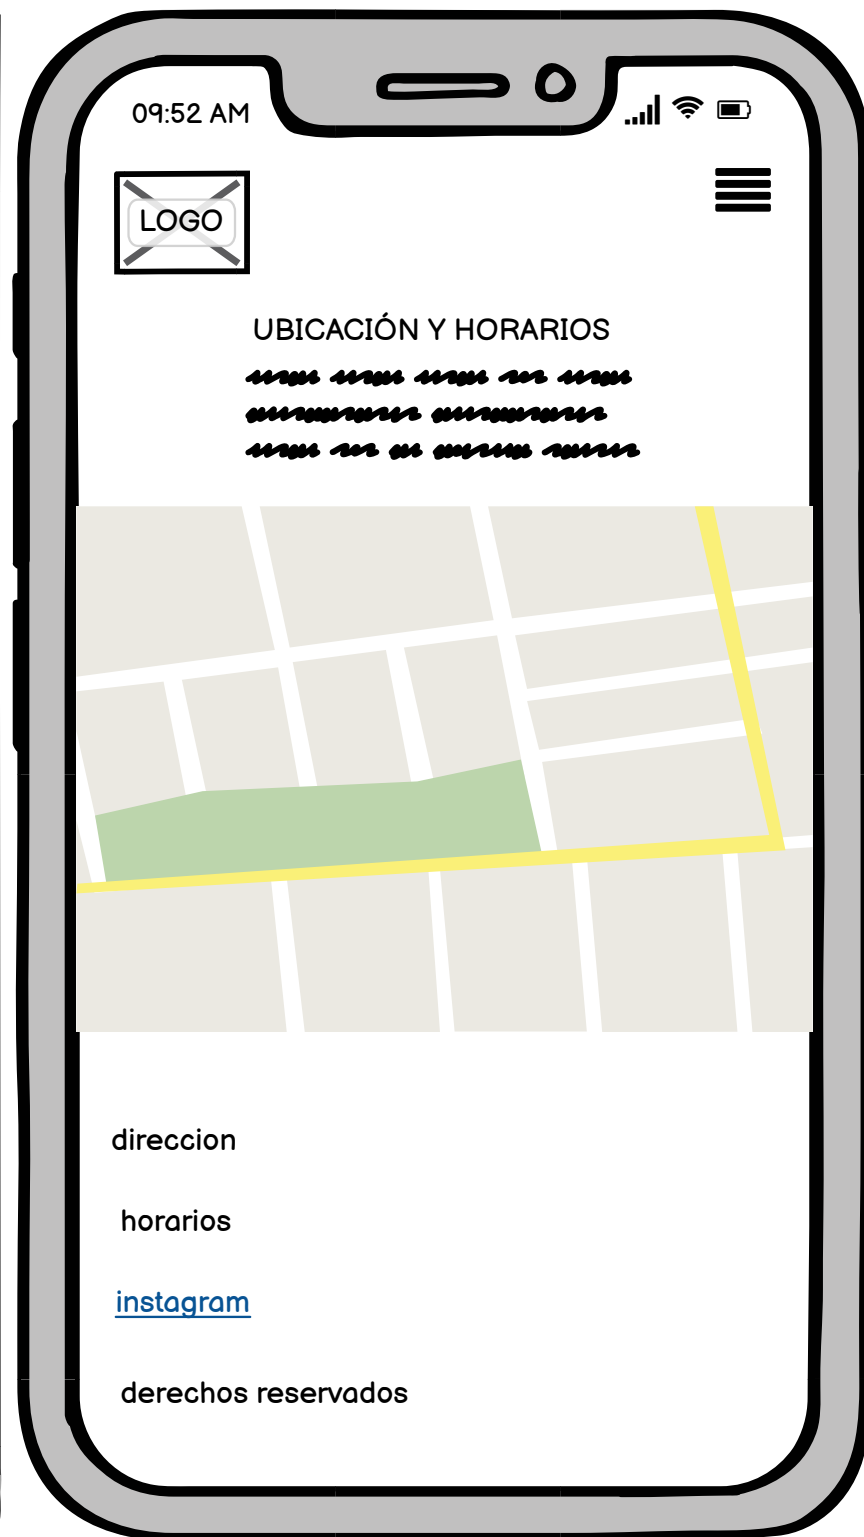 09:52 AM
LOGO
UBICACIÓN Y HORARIOS
direccion
horarios
instagram
derechos reservados